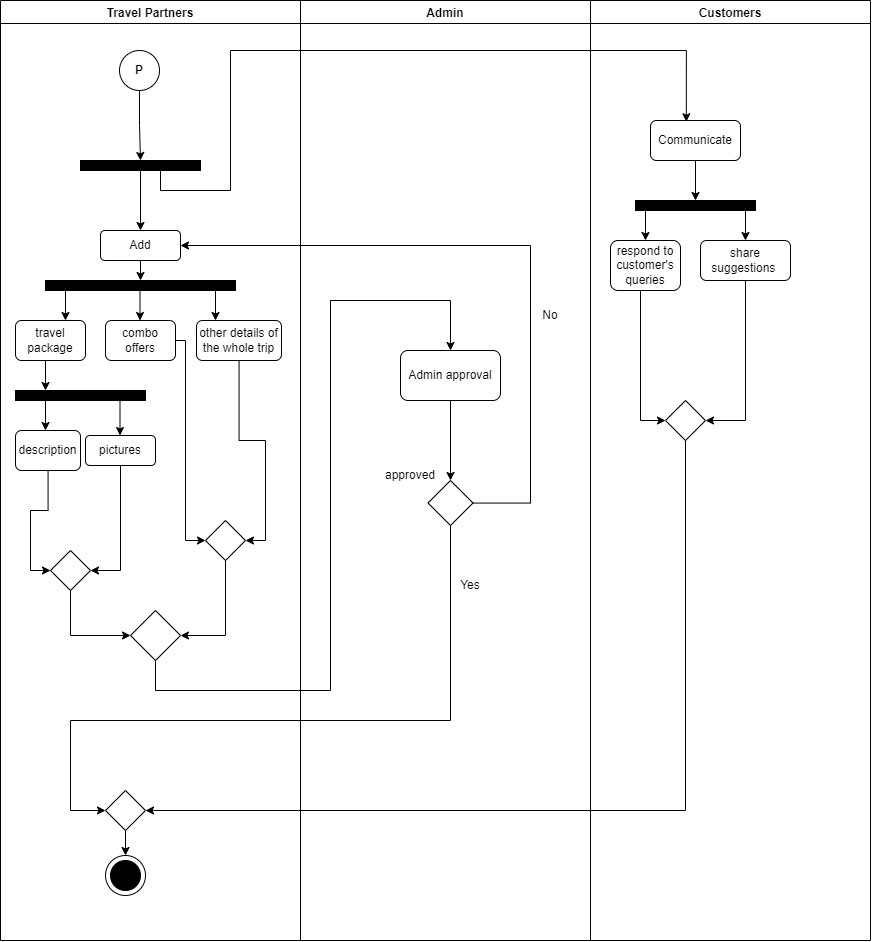 Travel Partners
Admin
Customers
P
Communicate
Add
respond to
customer's
queries
share
suggestions
No
travel
package
combo
offers
other details of
the whole trip
Admin approval
description
pictures
approved
Yes